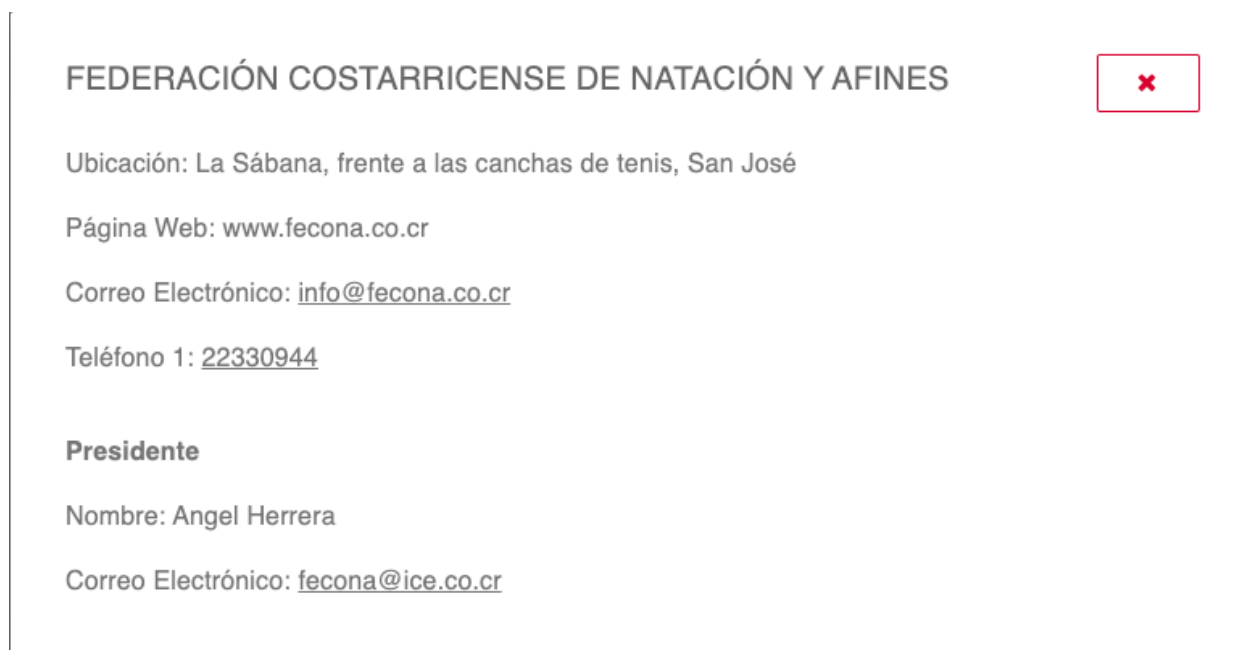 FEDERACIÓN COSTARRICENSE DE NATACIÓN Y AFINES
Ubicación: La Sábana, frente a las canchas de tenis, San José
Página Web: www.fecona.co.cr
Correo Electrónico: info@fecona.co.cr
Teléfono 1: 22330944
Presidente
Nombre: Angel Herrera
Correo Electrónico: fecona@ice.co.cr